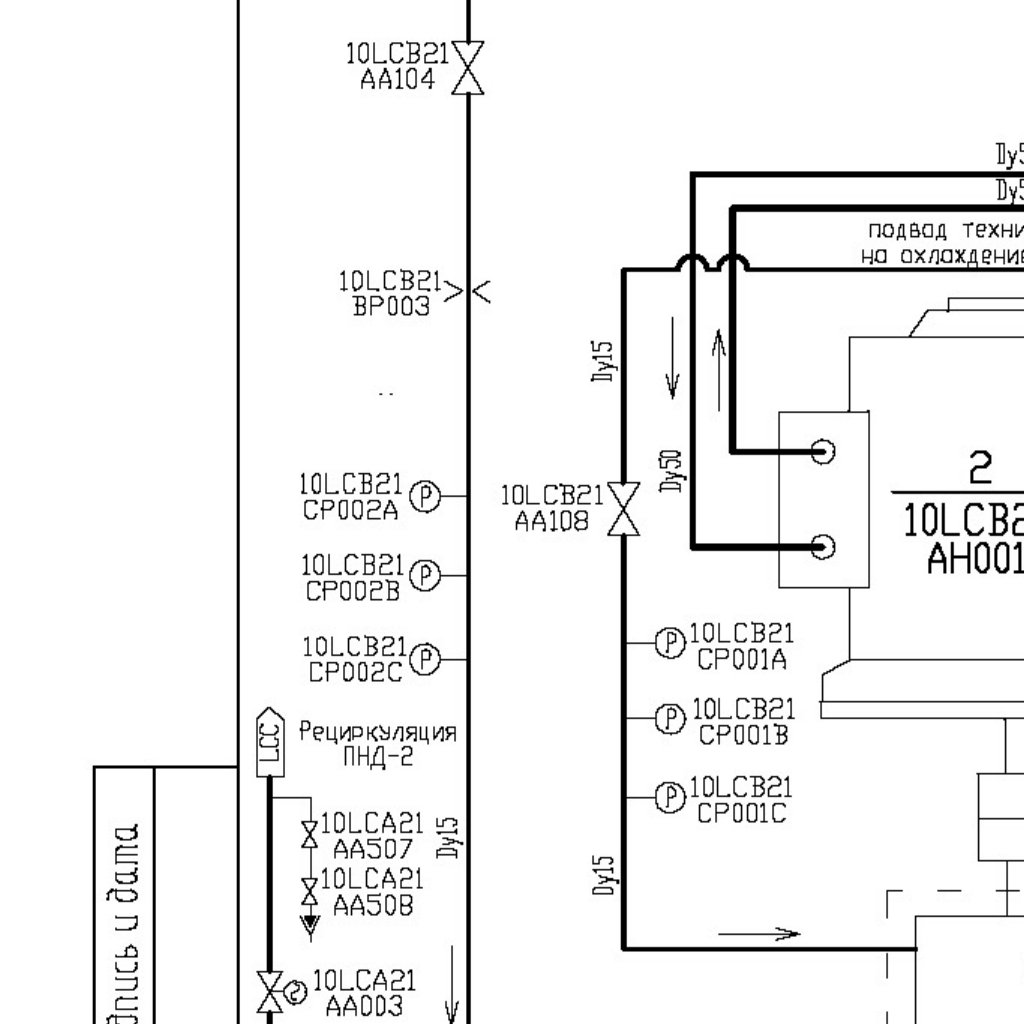 10LCB21
AA104
Dy5
Dy5
подвод техни
на охлаждение
10LCB21
BP003
Dy15
Dy50
10LCB21
CP002A
10LCB21
AA108
2
10LCB2
AH001
10LCB21
CP002B
10LCB21
CP002C
10LCB21
CP001A
10LCB21
CP001B
10LCB21
CP001C
LCC
Рециркуляция
ПНД-2
10LCA21
AA507
Dy15
10LCA21
AA508
Dy15
10LCA21
AA003
дпись и дата
P
P
P
P
P
P